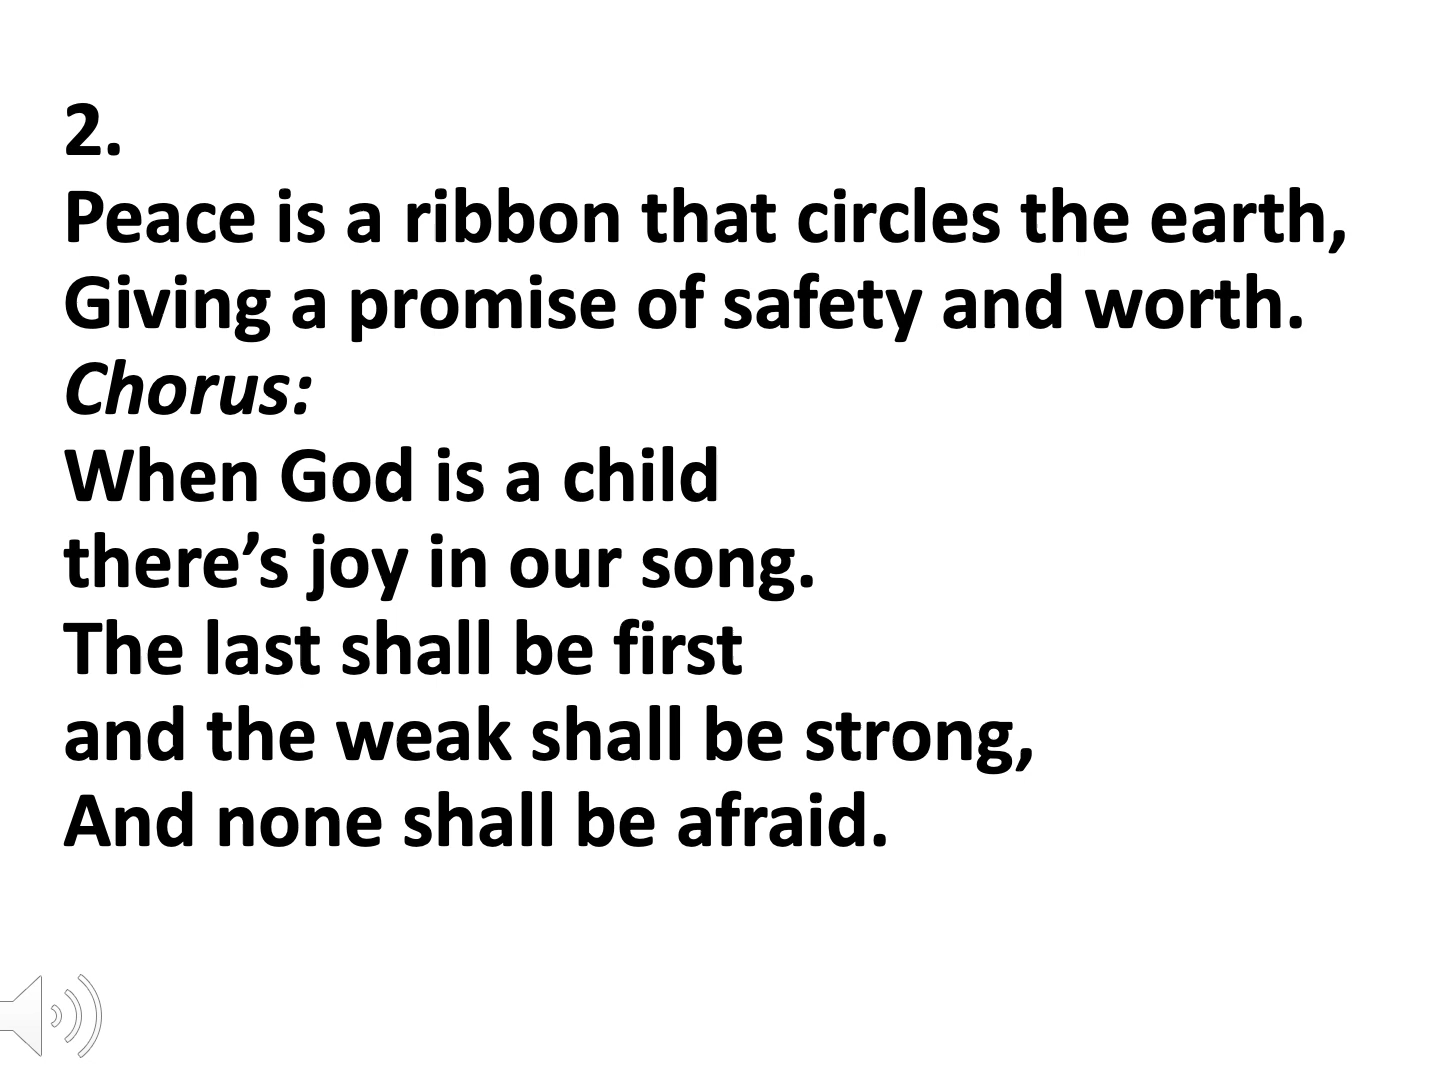 2.
Peace is a ribbon that circles the earth,
Giving a promise of safety and worth.
Chorus:
When God is a child
there’s joy in our song.
The last shall be first
and the weak shall be strong,
And none shall be afraid.